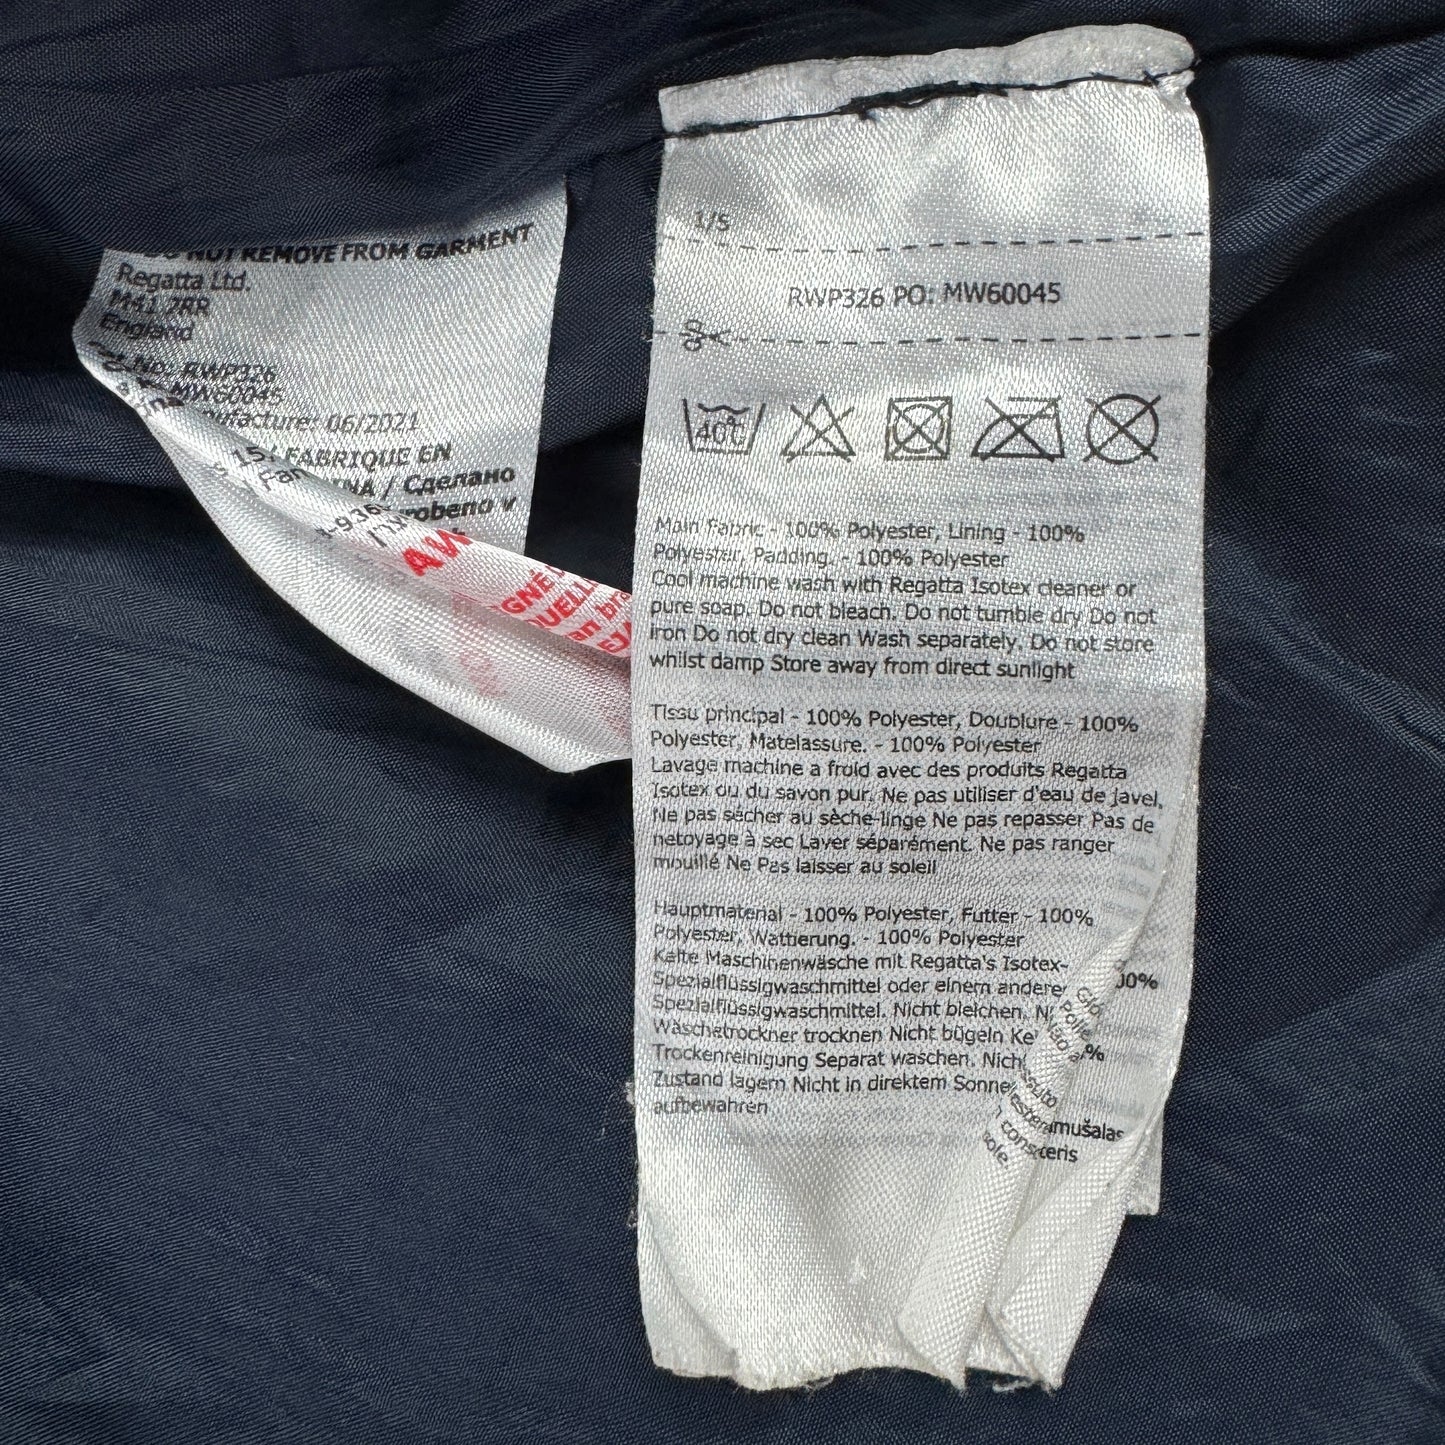 DO NOT REMOVE FROM GARMENT
Regatta Ltd.
M41 7RR
England
RWP326
MW60045
06/2021
FABRIQUE EN
/ Сделано
1/5
RWP326 PO: MW60045
40C
Main Fabric - 100% Polyester, Lining - 100%
Polyester, Padding. - 100% Polyester
Cool machine wash with Regatta Isotex cleaner or
pure soap. Do not bleach. Do not tumble dry Do not
iron Do not dry clean Wash separately. Do not store
whilst damp Store away from direct sunlight
Tissu principal - 100% Polyester, Doublure - 100%
Polyester, Matelassure. - 100% Polyester
Lavage machine a froid avec des produits Regatta
Isotex ou du savon pur. Ne pas utiliser d'eau de javel.
Ne pas sécher au sèche-linge Ne pas repasser Pas de
netoyage à sec Laver séparément. Ne pas ranger
mouillé Ne Pas laisser au soleil
Hauptmaterial - 100% Polyester, Futter - 100%
Polyester, Wattierung. - 100% Polyester
Kalte Maschinenwäsche mit Regatta's Isotex-
Spezialflüssigwaschmittel oder einem andere
Spezialflüssigwaschmittel. Nicht bleichen.
Wäschetrockner trocknen Nicht bügeln
Trockenreinigung Separat waschen.
Zustand lagern Nicht in direktem
aufbewahren